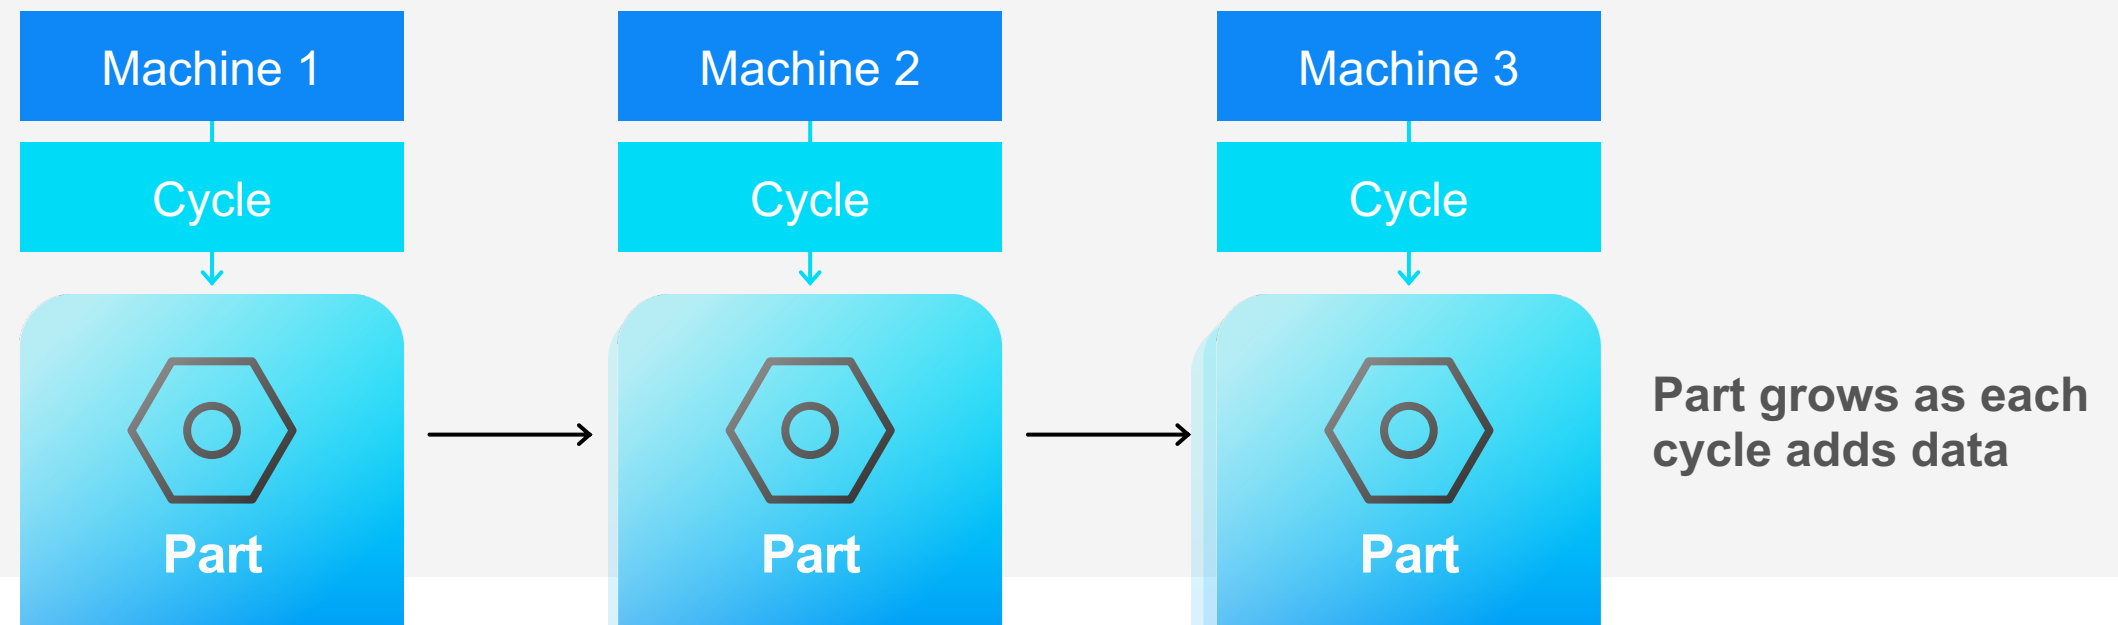 Machine 1
Machine 2
Machine 3
Cycle
Cycle
Cycle
Part
Part
Part
Part grows as each
cycle adds data